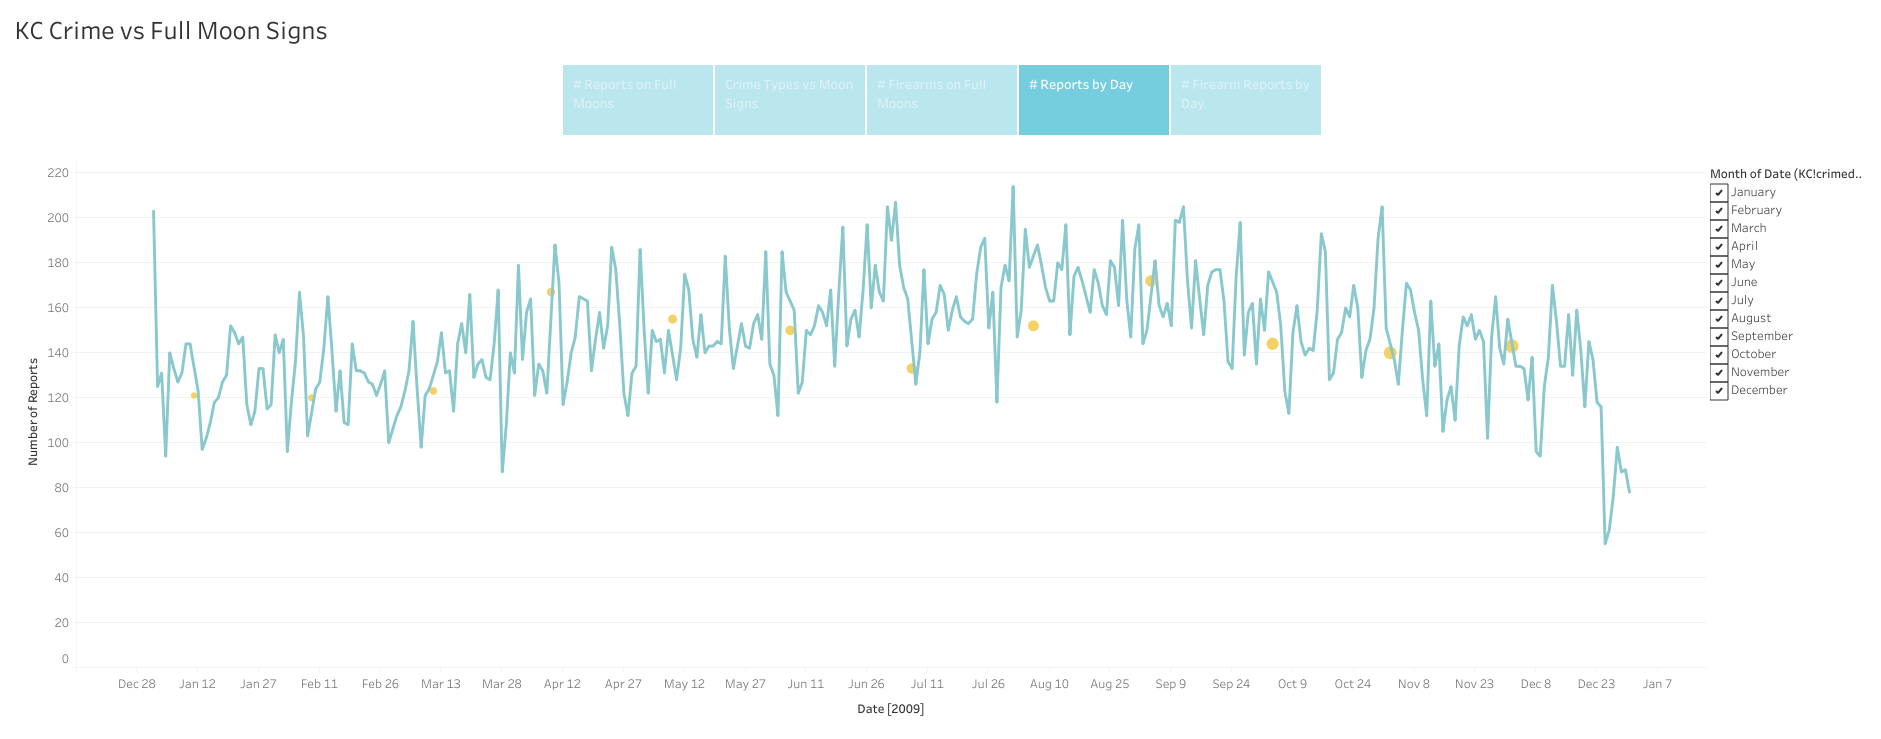 KC Crime vs Full Moon Signs
# Reports on Full
Moons
Crime Types vs Moon
Signs
# Firearms on Full
Moons
# Reports by Day
# Firearm Reports by
Day
Number of Reports
220
200
180
160
140
120
100
80
60
40
20
0
Dec 28
Jan 12
Jan 27
Feb 11
Feb 26
Mar 13
Mar 28
Apr 12
Apr 27
May 12
May 27
Jun 11
Jun 26
Jul 11
Jul 26
Aug 10
Aug 25
Sep 9
Sep 24
Oct 9
Oct 24
Nov 8
Nov 23
Dec 8
Dec 23
Jan 7
Date [2009]
Month of Date (KC!crimed..
January
February
March
April
May
June
July
August
September
October
November
December